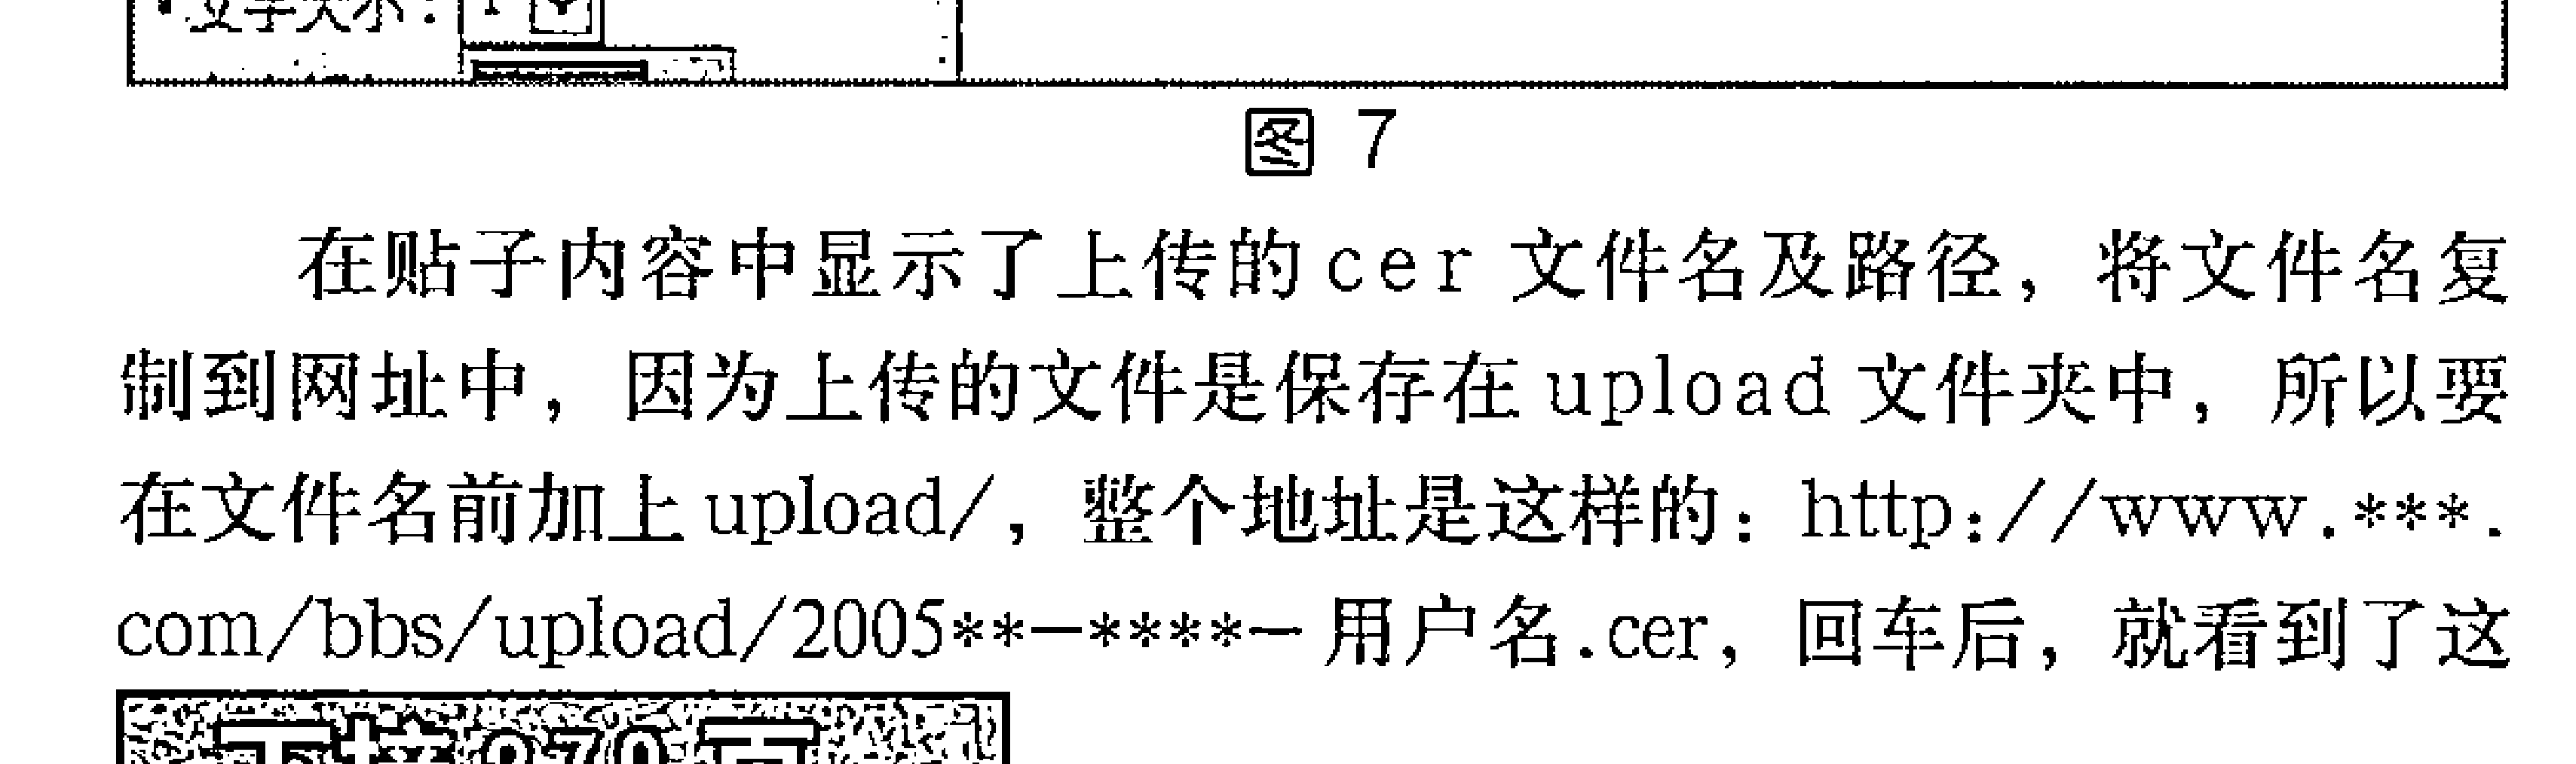 文字大小：
图 7
在贴子内容中显示了上传的cer文件名及路径，将文件名复
制到网址中，因为上传的文件是保存在upload文件夹中，所以要
在文件名前加上upload/，整个地址是这样的：http://www.***.
com/bbs/upload/2005**-****-用户名.cer，回车后，就看到了这